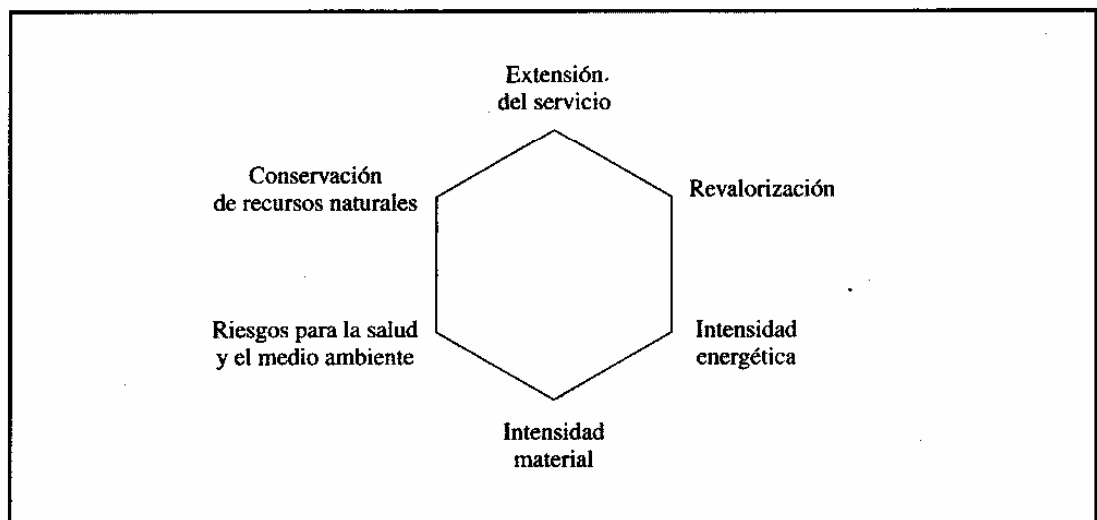 Extensión.
del servicio
Conservación
de recursos naturales
Revalorización
Riesgos para la salud
y el medio ambiente
Intensidad
energética
Intensidad
material